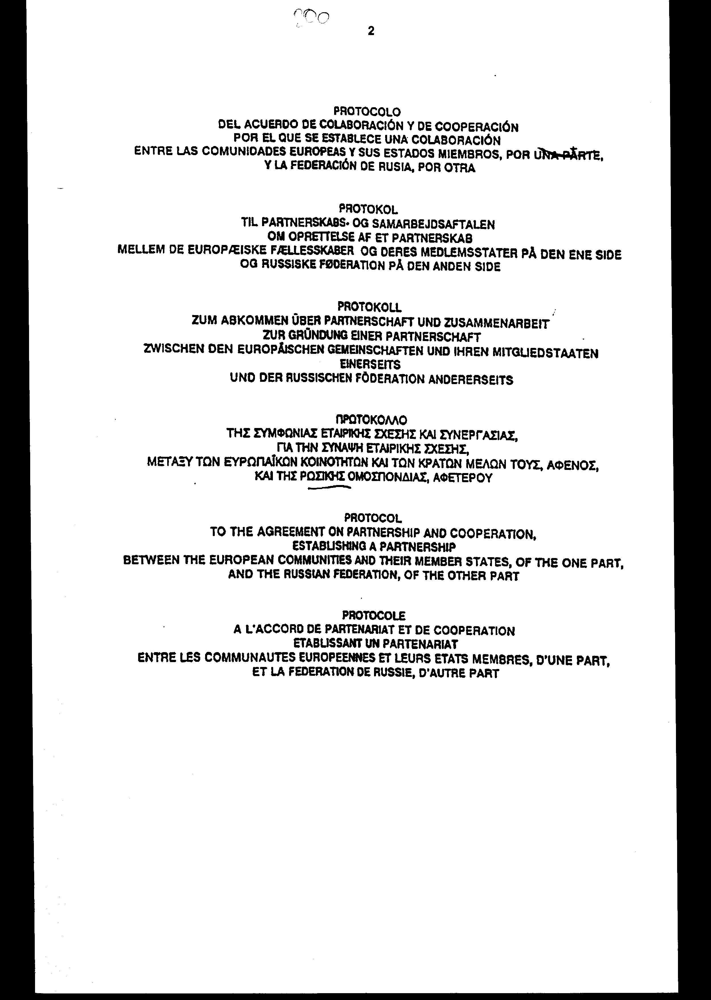 200
2
PROTOCOLO
DEL ACUERDO DE COLABORACIÓN Y DE COOPERACIÓN
POR EL QUE SE ESTABLECE UNA COLABORACIÓN
ENTRE LAS COMUNIDADES EUROPEAS Y SUS ESTADOS MIEMBROS, POR UNA PARTE,
Y LA FEDERACIÓN DE RUSIA, POR OTRA
PROTOKOL
TIL PARTNERSKABS- OG SAMARBEJDSAFTALEN
OM OPRETTELSE AF ET PARTNERSKAB
MELLEM DE EUROPÆISKE FÆLLESSKABER OG DERES MEDLEMSSTATER PÅ DEN ENE SIDE
OG RUSSISKE FØDERATION PÅ DEN ANDEN SIDE
PROTOKOLL
ZUM ABKOMMEN ÜBER PARTNERSCHAFT UND ZUSAMMENARBEIT
ZUR GRÜNDUNG EINER PARTNERSCHAFT
ZWISCHEN DEN EUROPÄISCHEN GEMEINSCHAFTEN UND IHREN MITGLIEDSTAATEN
EINERSEITS
UND DER RUSSISCHEN FÖDERATION ANDERERSEITS
ΠΡΩΤΟΚΟΛΛΟ
ΤΗΣ ΣΥΜΦΩΝΙΑΣ ΕΤΑΙΡΙΚΗΣ ΣΧΕΣΗΣ ΚΑΙ ΣΥΝΕΡΓΑΣΙΑΣ,
ΓΙΑ ΤΗΝ ΣΥΝΑΨΗ ΕΤΑΙΡΙΚΗΣ ΣΧΕΣΗΣ,
ΜΕΤΑΞΥ ΤΩΝ ΕΥΡΩΠΑΪΚΩΝ ΚΟΙΝΟΤΗΤΩΝ ΚΑΙ ΤΩΝ ΚΡΑΤΩΝ ΜΕΛΩΝ ΤΟΥΣ, ΑΦΕΝΟΣ,
ΚΑΙ ΤΗΣ ΡΩΣΙΚΗΣ ΟΜΟΣΠΟΝΔΙΑΣ, ΑΦΕΤΕΡΟΥ
PROTOCOL
TO THE AGREEMENT ON PARTNERSHIP AND COOPERATION,
ESTABLISHING A PARTNERSHIP
BETWEEN THE EUROPEAN COMMUNITIES AND THEIR MEMBER STATES, OF THE ONE PART,
AND THE RUSSIAN FEDERATION, OF THE OTHER PART
PROTOCOLE
A L'ACCORD DE PARTENARIAT ET DE COOPERATION
ETABLISSANT UN PARTENARIAT
ENTRE LES COMMUNAUTES EUROPEENNES ET LEURS ETATS MEMBRES, D'UNE PART,
ET LA FEDERATION DE RUSSIE, D'AUTRE PART